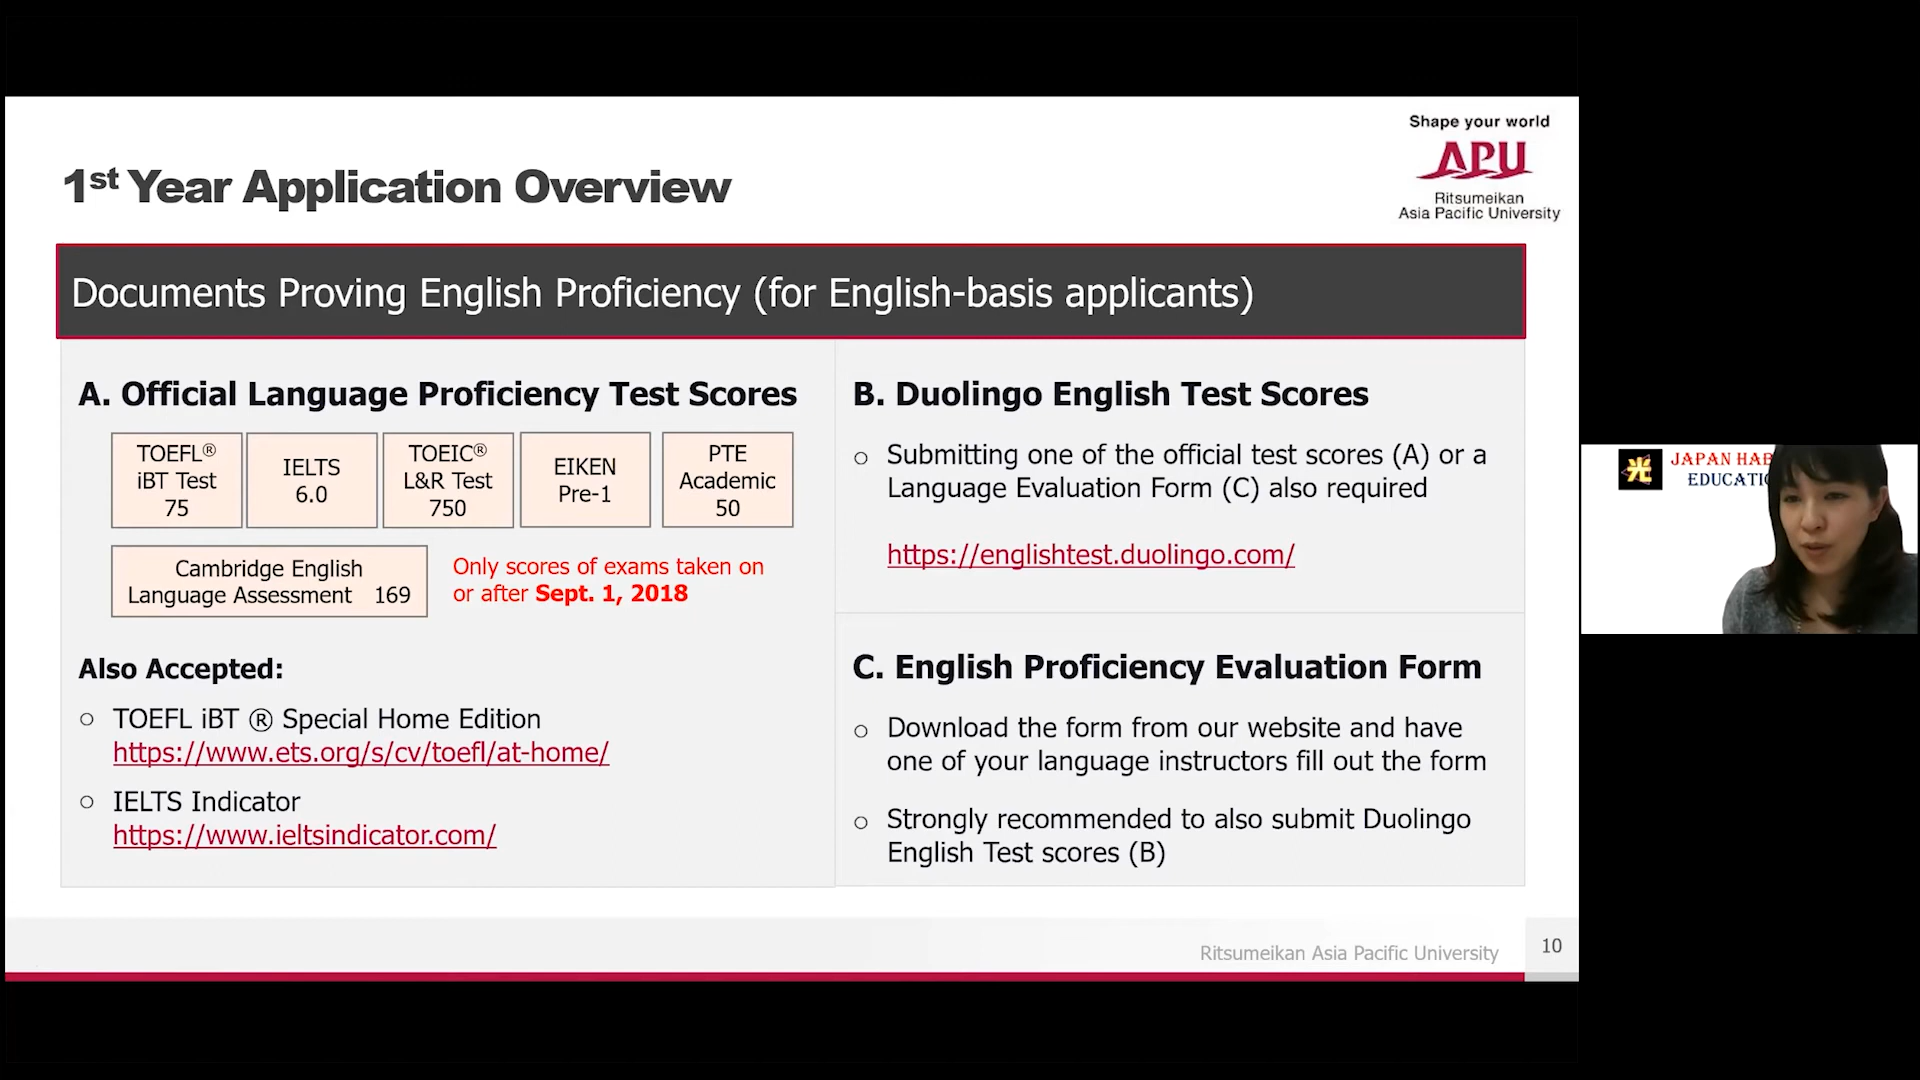 Shape your world
APU
Ritsumeikan
Asia Pacific University
1st Year Application Overview
Documents Proving English Proficiency (for English-basis applicants)
A. Official Language Proficiency Test Scores
TOEFL®
iBT Test
75
IELTS
6.0
TOEIC®
L&R Test
750
EIKEN
Pre-1
PTE
Academic
50
Cambridge English
Language Assessment 169
Only scores of exams taken on
or after Sept. 1, 2018
Also Accepted:
○ TOEFL iBT ® Special Home Edition
https://www.ets.org/s/cv/toefl/at-home/
○ IELTS Indicator
https://www.ieltsindicator.com/
B. Duolingo English Test Scores
○ Submitting one of the official test scores (A) or a
Language Evaluation Form (C) also required
https://englishtest.duolingo.com/
C. English Proficiency Evaluation Form
○ Download the form from our website and have
one of your language instructors fill out the form
○ Strongly recommended to also submit Duolingo
English Test scores (B)
Ritsumeikan Asia Pacific University
10
光
JAPAN HAB
EDUCATI